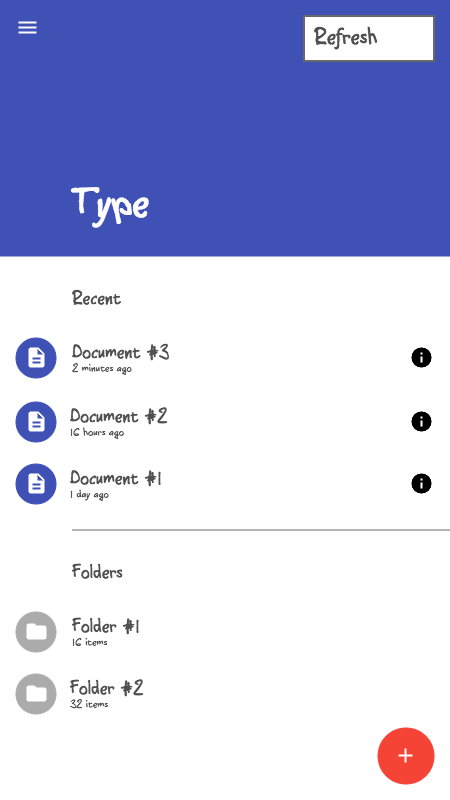 Refresh
Type
Recent
Document #3
2 minutes ago
Document #2
16 hours ago
Document #1
1 day ago
Folders
Folder #1
16 items
Folder #2
32 items